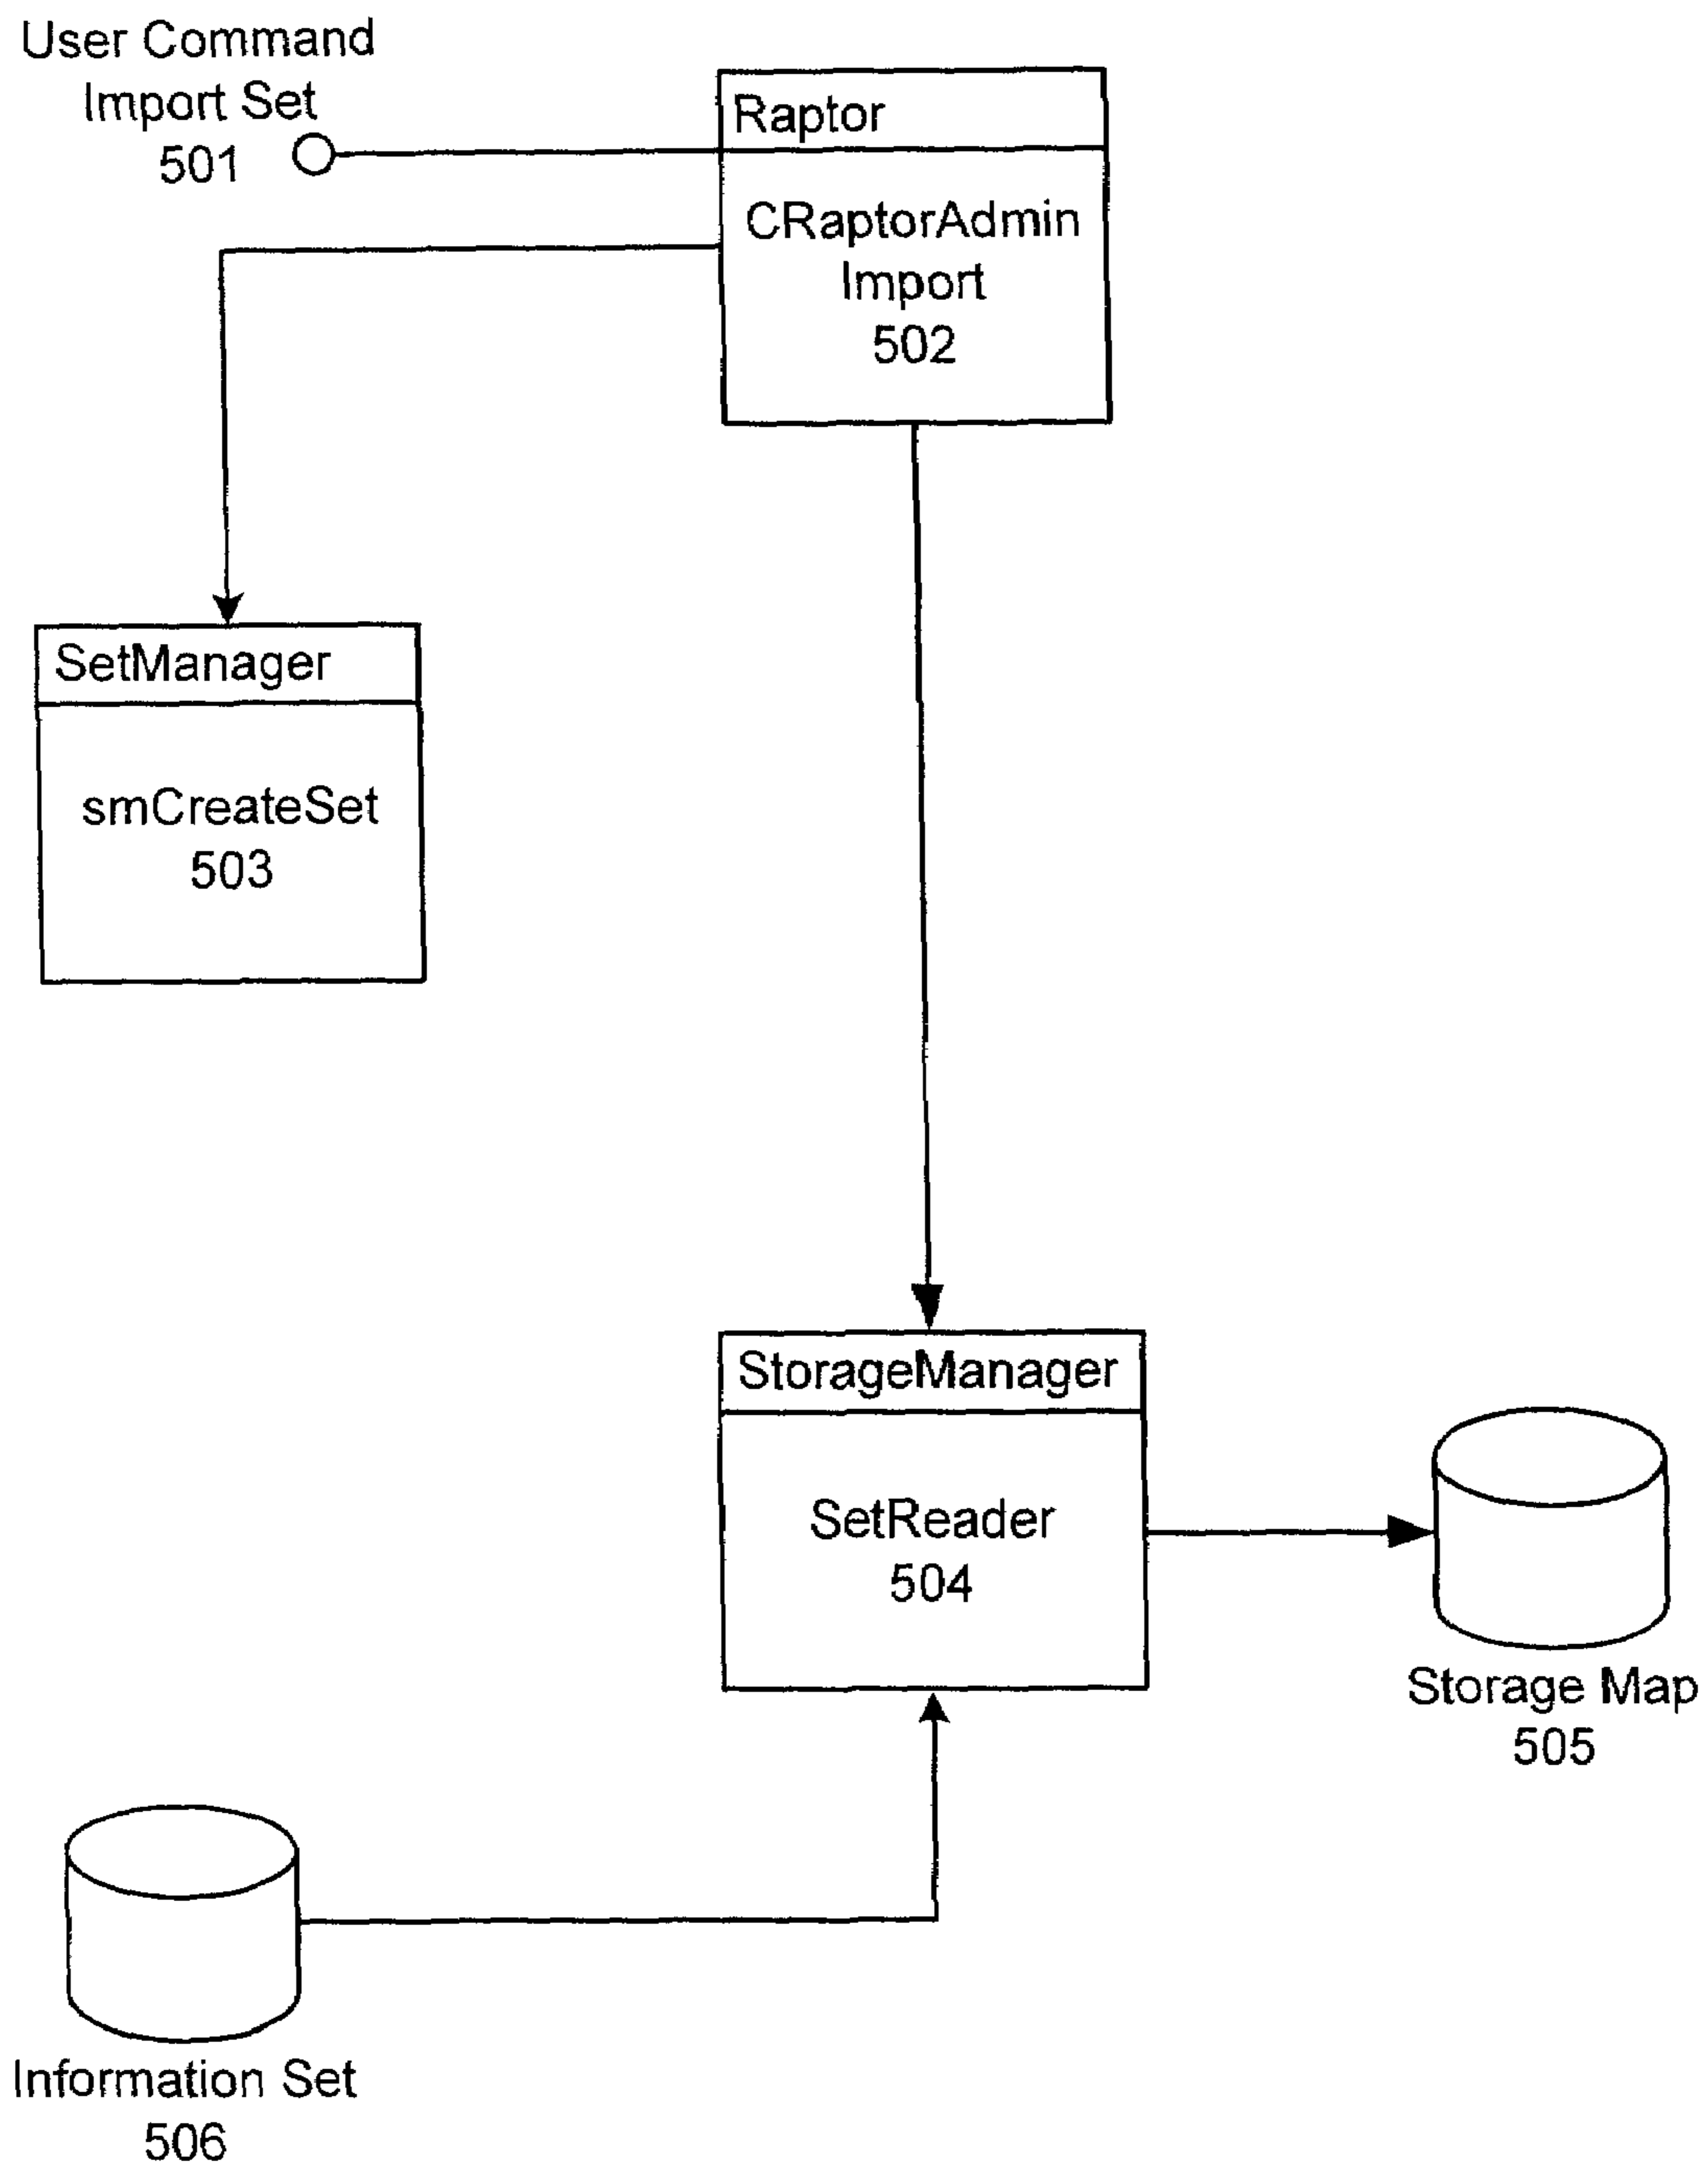 User Command
Import Set
501
Raptor
CRaptorAdmin
Import
502
SetManager
smCreateSet
503
StorageManager
SetReader
504
Storage Map
505
Information Set
506